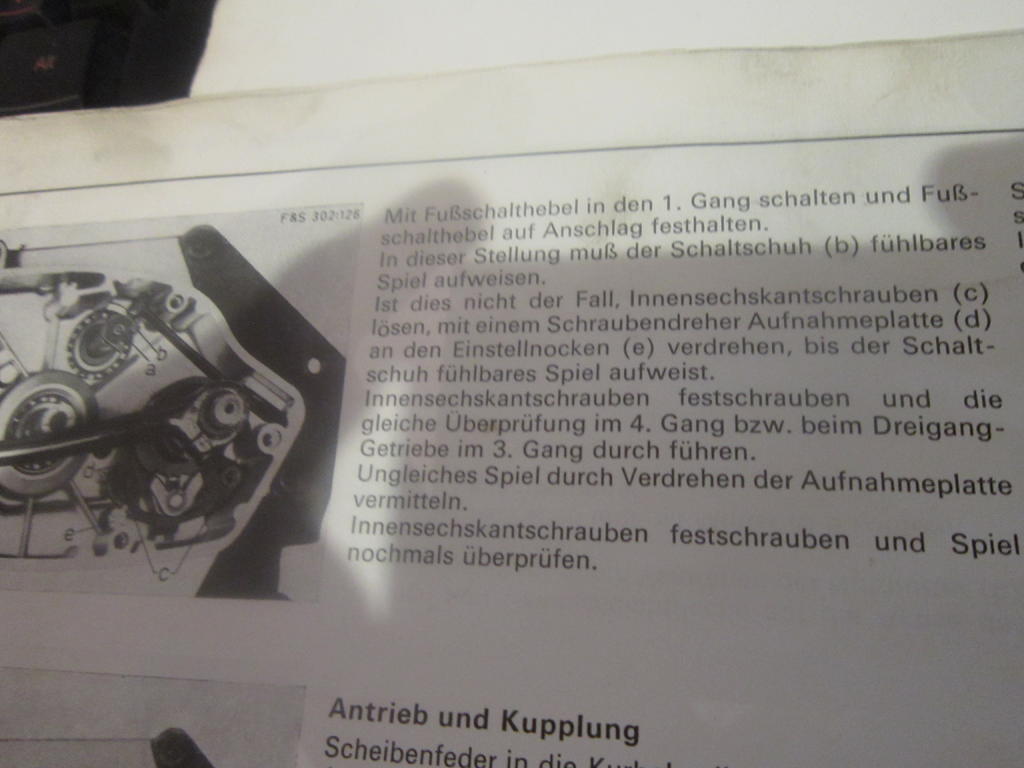 Alt
F&S 302:126
Mit Fußschalthebel in den 1. Gang schalten und Fuß-
schalthebel auf Anschlag festhalten.
In dieser Stellung muß der Schaltschuh (b) fühlbares
Spiel aufweisen.
Ist dies nicht der Fall, Innensechskantschrauben (c)
lösen, mit einem Schraubendreher Aufnahmeplatte (d)
an den Einstellnocken (e) verdrehen, bis der Schalt-
schuh fühlbares Spiel aufweist.
Innensechskantschrauben festschrauben und die
gleiche Überprüfung im 4. Gang bzw. beim Dreigang-
Getriebe im 3. Gang durch führen.
Ungleiches Spiel durch Verdrehen der Aufnahmeplatte
vermitteln.
Innensechskantschrauben festschrauben und Spiel
nochmals überprüfen.
b
a
d
e
c
Antrieb und Kupplung
Scheibenfeder in die